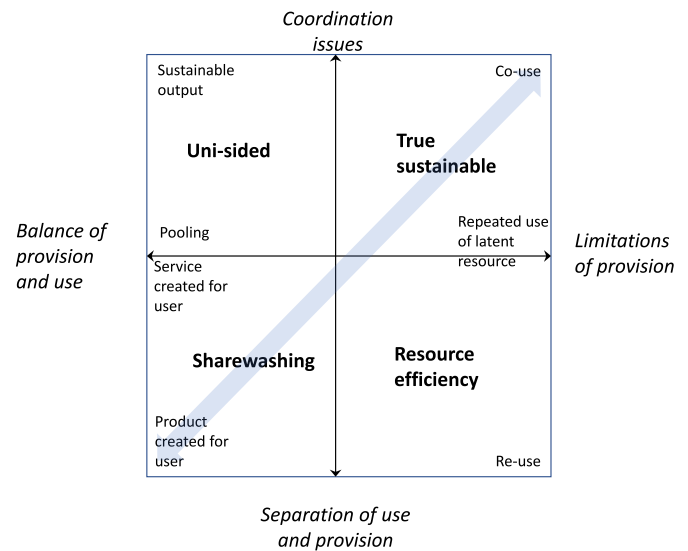 Coordination
issues
Sustainable
output
Co-use
Uni-sided
True
sustainable
Balance of
provision
and use
Pooling
Repeated use
of latent
resource
Limitations
of provision
Service
created for
user
Sharewashing
Resource
efficiency
Product
created for
user
Re-use
Separation of use
and provision